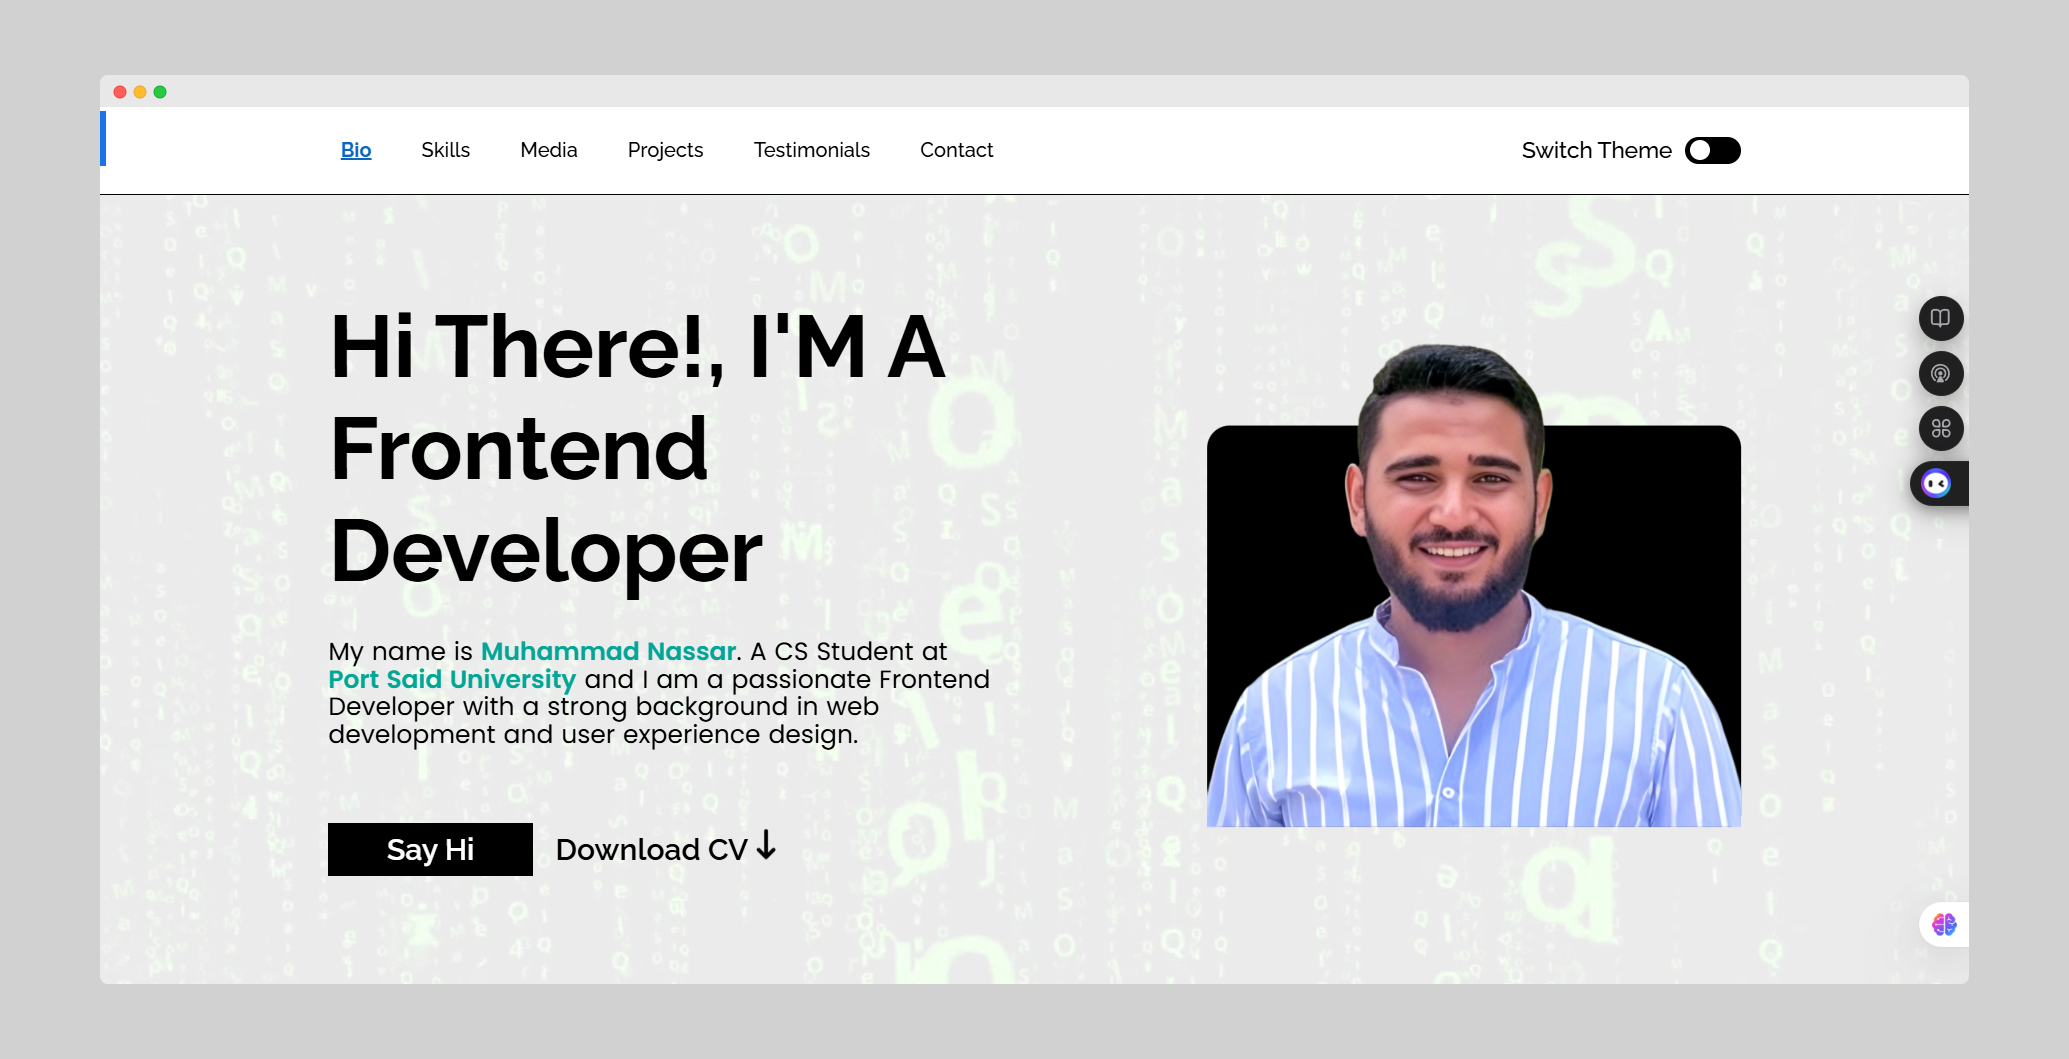 Bio Skills Media Projects Testimonials Contact Switch Theme
Hi There!, I'M A
Frontend
Developer
My name is Muhammad Nassar. A CS Student at
Port Said University and I am a passionate Frontend
Developer with a strong background in web
development and user experience design.
Say Hi Download CV